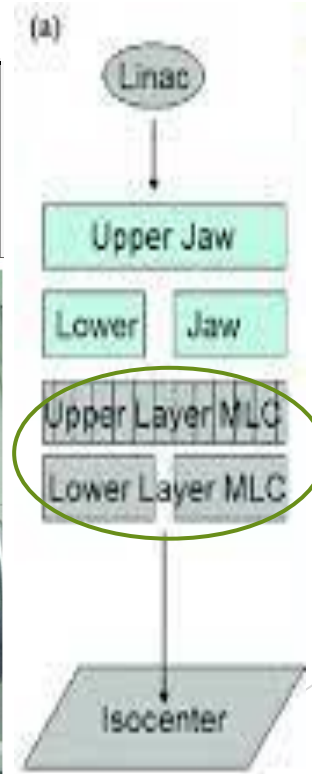 (a)
Linac
Upper Jaw
Lower Jaw
Upper Layer MLC
Lower Layer MLC
Isocenter